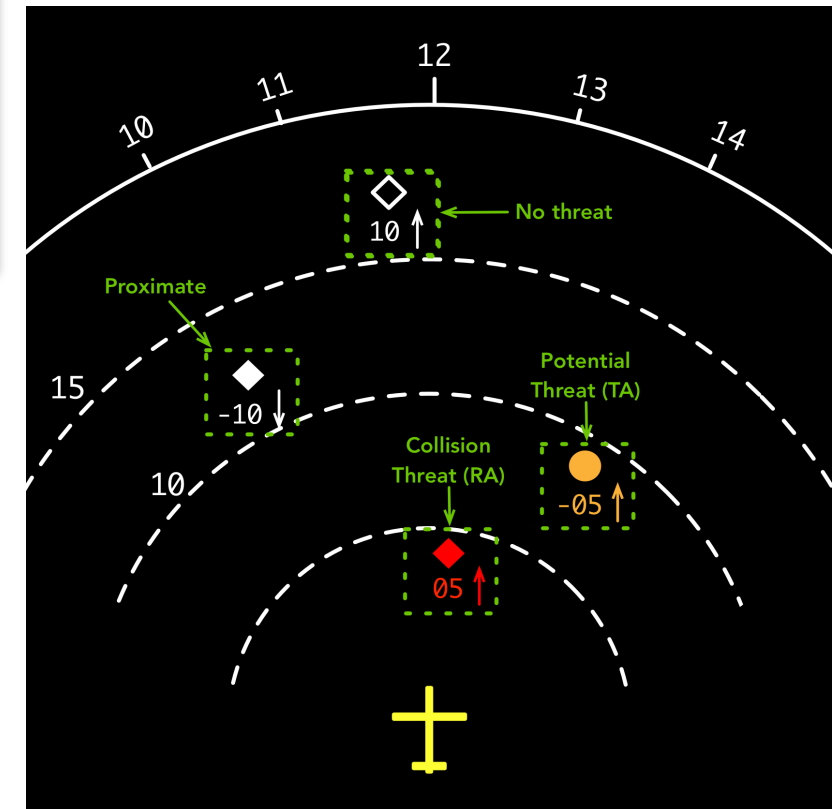 12
11
13
10
14
10
No threat
Proximate
15
Potential
Threat (TA)
-10
Collision
Threat (RA)
10
-05
05